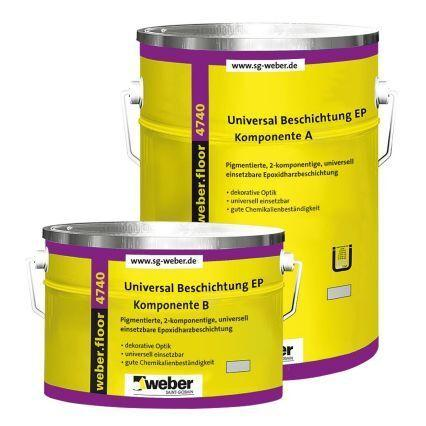 www.sg-weber.de
weber.floor 4740
Universal Beschichtung EP
Komponente A
Pigmentierte, 2-komponentige, universell
einsetzbare Epoxidharzbeschichtung
• dekorative Optik
• universell einsetzbar
• gute Chemikalienbeständigkeit
weber
SAINT-GOBAIN
www.sg-weber.de
weber.floor 4740
Universal Beschichtung EP
Komponente B
Pigmentierte, 2-komponentige, universell
einsetzbare Epoxidharzbeschichtung
• dekorative Optik
• universell einsetzbar
• gute Chemikalienbeständigkeit
weber
SAINT-GOBAIN